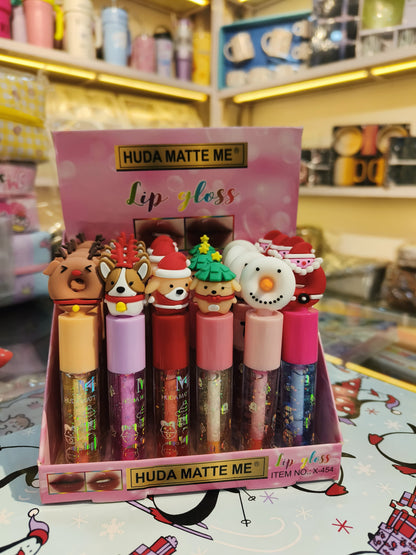 HUDA MATTE ME®
Lip gloss
HUDA MATTE ME®
Lip gloss
ITEM NO.: X-454